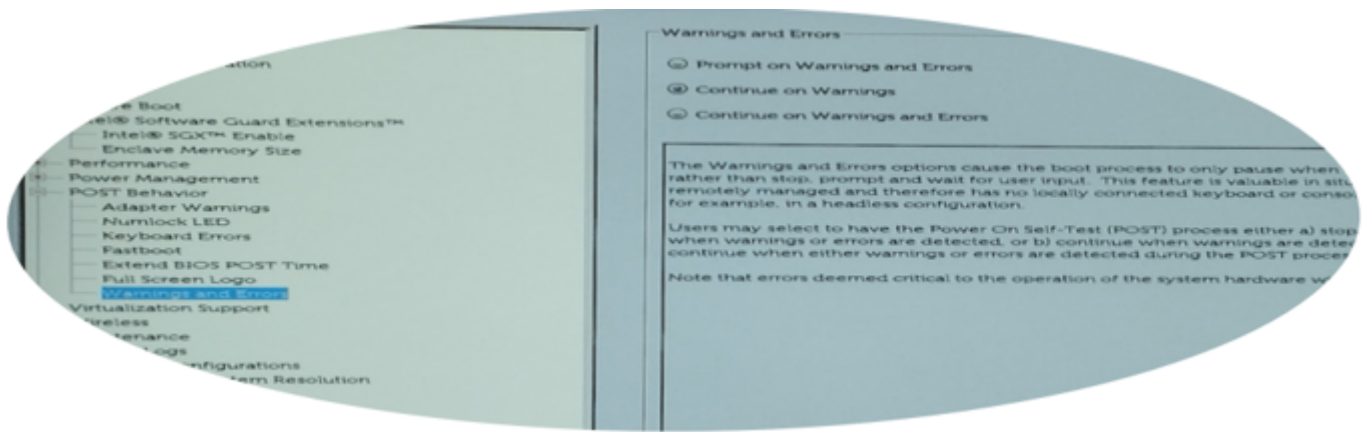 ation
e Boot
el® Software Guard Extensions™
Intel® SGX™ Enable
Enclave Memory Size
Performance
Power Management
POST Behavior
Adapter Warnings
Numlock LED
Keyboard Errors
Fastboot
Extend BIOS POST Time
Full Screen Logo
Warnings and Errors
Virtualization Support
ireless
tenance
Logs
nfigurations
tem Resolution
Warnings and Errors
Prompt on Warnings and Errors
Continue on Warnings
Continue on Warnings and Errors
The Warnings and Errors options cause the boot process to only pause when
rather than stop, prompt and wait for user input. This feature is valuable in situ
remotely managed and therefore has no locally connected keyboard or conso
for example, in a headless configuration.
Users may select to have the Power On Self-Test (POST) process either a) stop
when warnings or errors are detected, or b) continue when warnings are detec
continue when either warnings or errors are detected during the POST proces
Note that errors deemed critical to the operation of the system hardware w